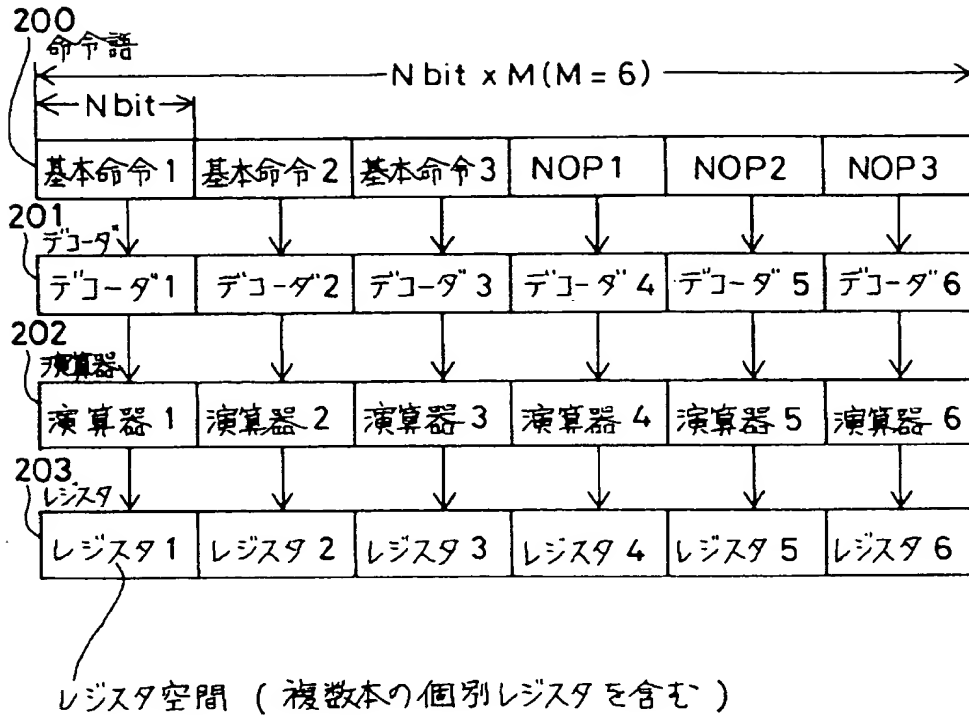 200
命令語
N bit x M (M = 6)
N bit
基本命令1 基本命令2 基本命令3 NOP1 NOP2 NOP3
201
デコーダ
デコーダ1 デコーダ2 デコーダ3 デコーダ4 デコーダ5 デコーダ6
202
演算器
演算器1 演算器2 演算器3 演算器4 演算器5 演算器6
203
レジスタ
レジスタ1 レジスタ2 レジスタ3 レジスタ4 レジスタ5 レジスタ6
レジスタ空間 ( 複数本の個別レジスタを含む )